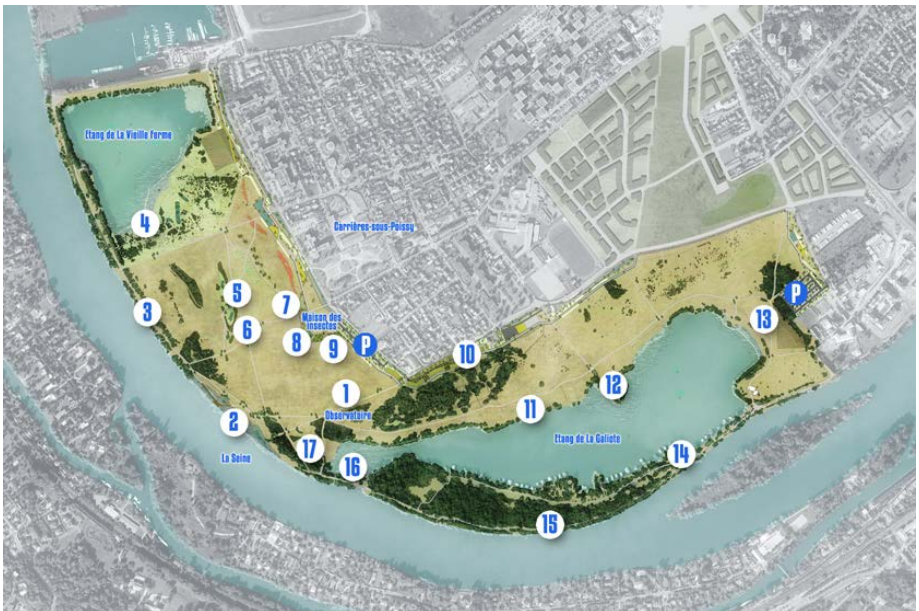 Etang de La Vieille Ferme
4
Carrières-sous-Poissy
3
5
6
7
Maison des
insectes
8
9
P
10
P
13
1
Observatoire
2
La Seine
11
12
Etang de La Galiote
14
17
16
15